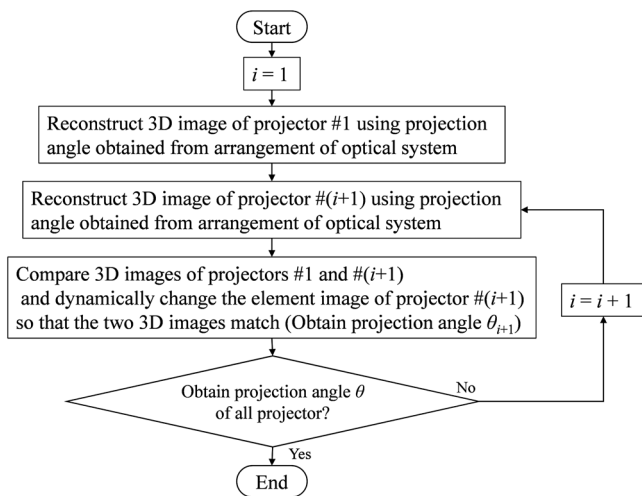 Start
i = 1
Reconstruct 3D image of projector #1 using projection
angle obtained from arrangement of optical system
Reconstruct 3D image of projector #(i+1) using projection
angle obtained from arrangement of optical system
Compare 3D images of projectors #1 and #(i+1)
and dynamically change the element image of projector #(i+1)
so that the two 3D images match (Obtain projection angle θi+1)
i = i + 1
Obtain projection angle θ
of all projector?
No
Yes
End